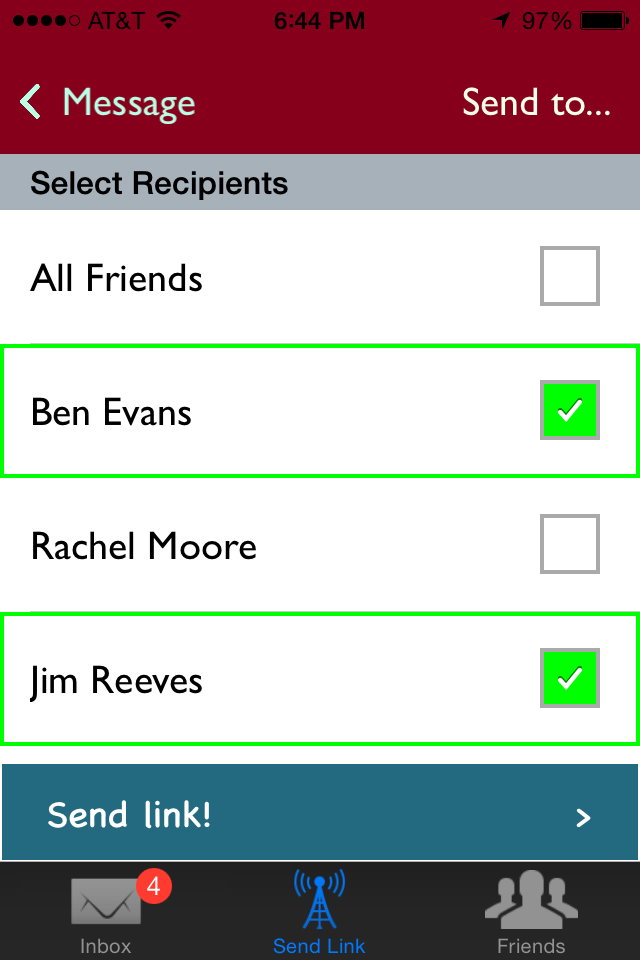 AT&T 6:44 PM 97%
Message Send to...
Select Recipients
All Friends
Ben Evans
Rachel Moore
Jim Reeves
Send link! >
4
Inbox Send Link Friends